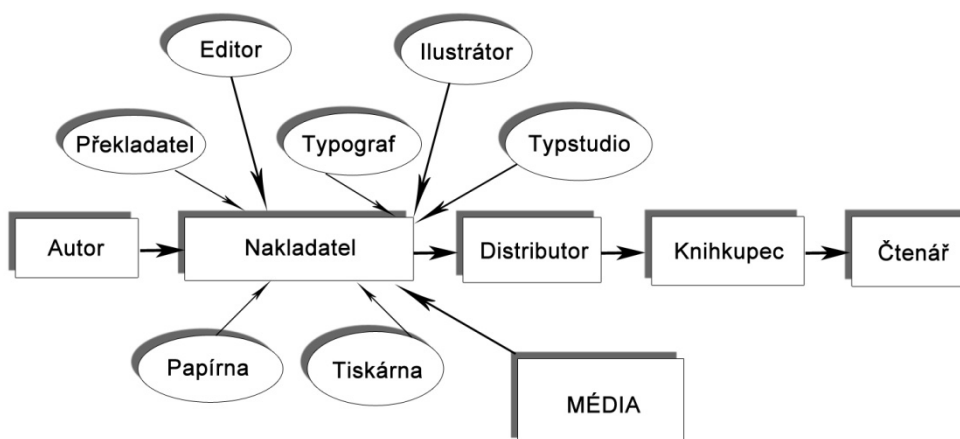 Editor
Ilustrátor
Překladatel
Typograf
Typstudio
Autor
Nakladatel
Distributor
Knihkupec
Čtenář
Papírna
Tiskárna
MÉDIA